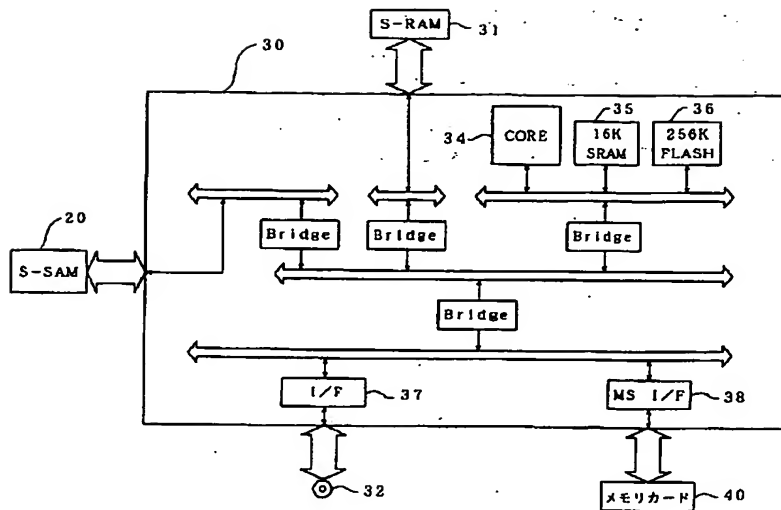 S-RAM
31
30
34
CORE
35
16K
SRAM
36
256K
FLASH
20
S-SAM
Bridge
Bridge
Bridge
Bridge
I/F
37
MS I/F
38
32
メモリカード
40